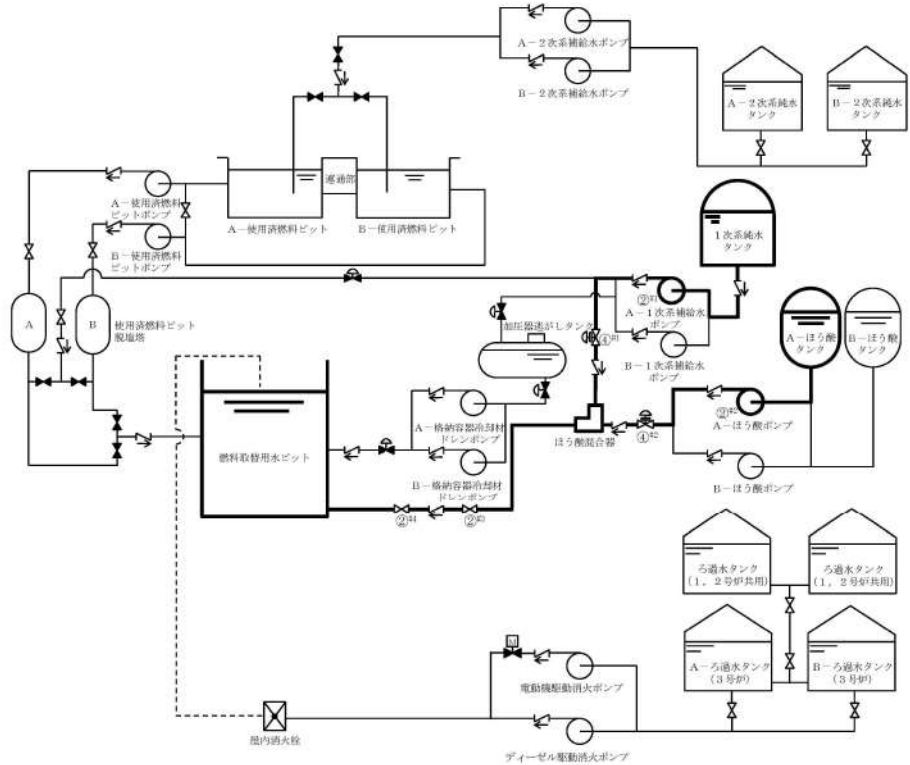 A-2次系補給水ポンプ
B-2次系補給水ポンプ
A-2次系純水
タンク
B-2次系純水
タンク
連通部
A-使用済燃料
ピットポンプ
A-使用済燃料ピット
B-使用済燃料ピット
B-使用済燃料
ピットポンプ
1次系純水
タンク
②※1
A-1次系補給水
ポンプ
④※1
B-1次系補給水
ポンプ
加圧器逃がしタンク
A
B
使用済燃料ピット
脱塩塔
A-ほう酸
タンク
B-ほう酸
タンク
②※2
A-ほう酸ポンプ
④※2
ほう酸混合器
B-ほう酸ポンプ
A-格納容器冷却材
ドレンポンプ
B-格納容器冷却材
ドレンポンプ
燃料取替用水ピット
②※4
②※3
ろ過水タンク
(1,2号炉共用)
ろ過水タンク
(1,2号炉共用)
A-ろ過水タンク
(3号炉)
B-ろ過水タンク
(3号炉)
M
電動機駆動消火ポンプ
屋内消火栓
ディーゼル駆動消火ポンプ